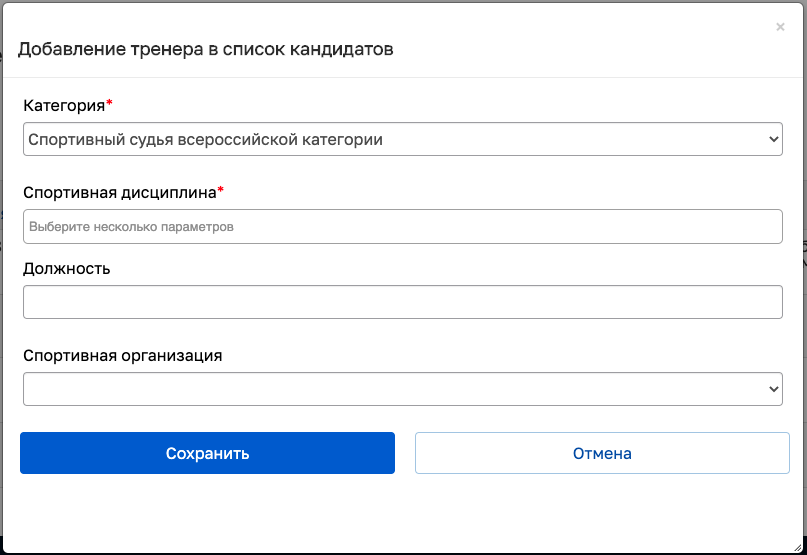 ×
Добавление тренера в список кандидатов
Категория*
Спортивный судья всероссийской категории
Спортивная дисциплина*
Выберите несколько параметров
Должность
Спортивная организация
Сохранить
Отмена